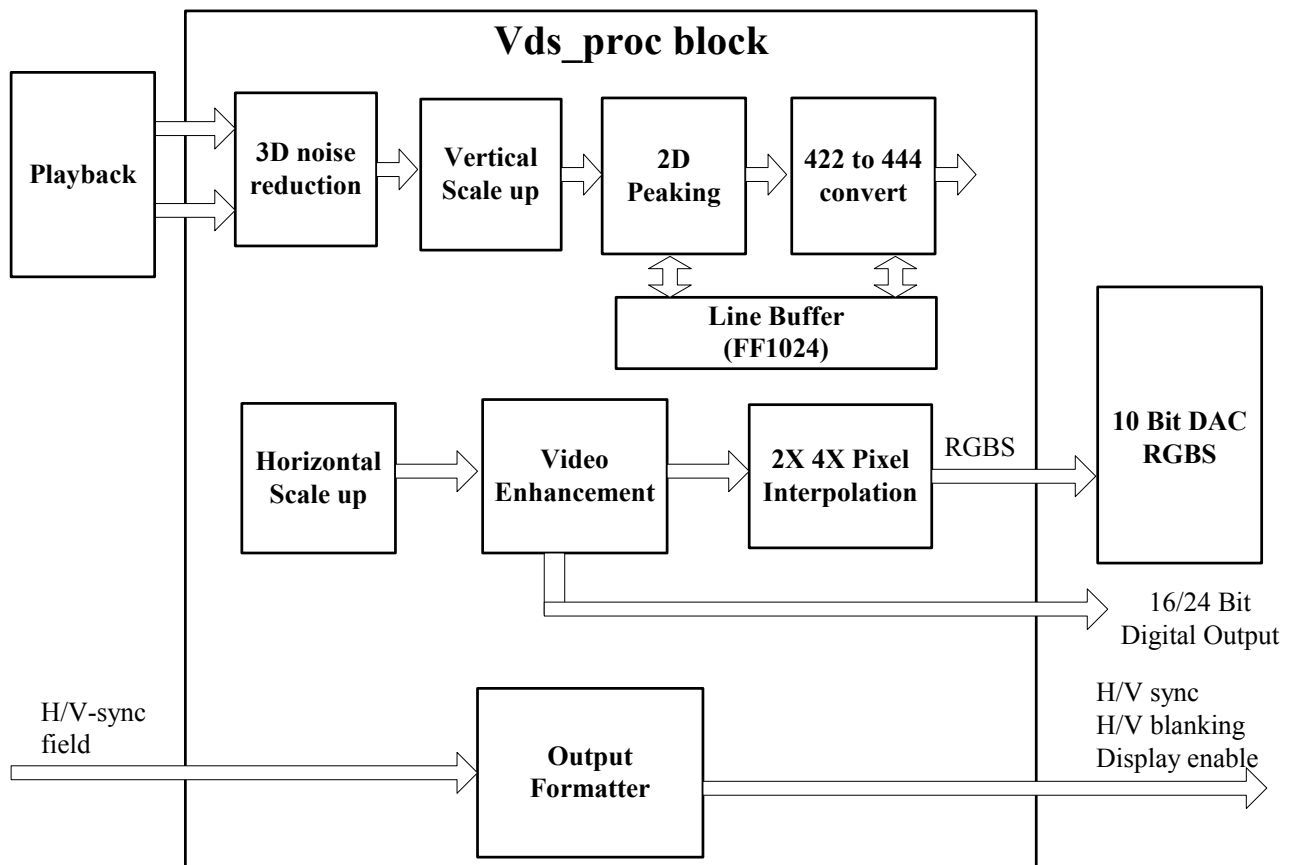 Vds_proc block
Playback
3D noise
reduction
Vertical
Scale up
2D
Peaking
422 to 444
convert
Line Buffer
(FF1024)
Horizontal
Scale up
Video
Enhancement
2X 4X Pixel
Interpolation
RGBS
10 Bit DAC
RGBS
16/24 Bit
Digital Output
H/V-sync
field
Output
Formatter
H/V sync
H/V blanking
Display enable